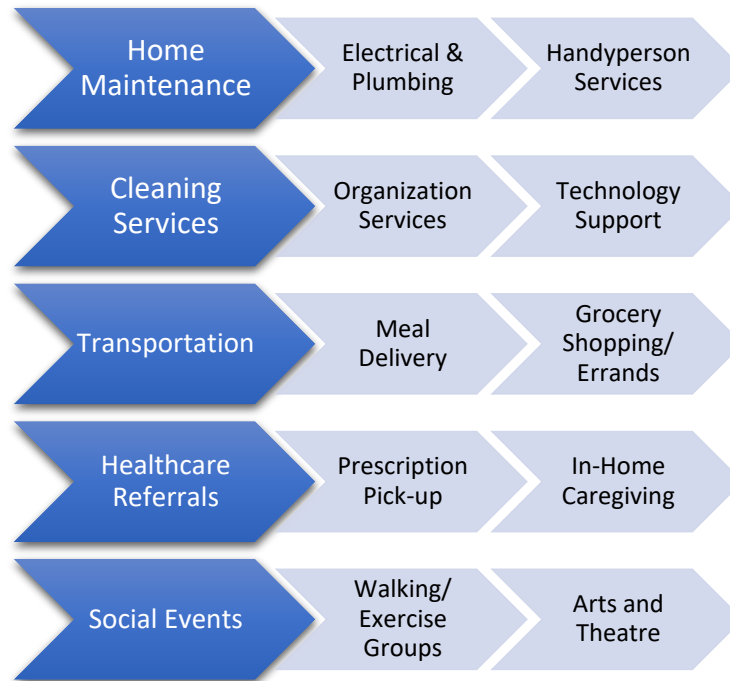 Home
Maintenance
Electrical &
Plumbing
Handyperson
Services
Cleaning
Services
Organization
Services
Technology
Support
Transportation
Meal
Delivery
Grocery
Shopping/
Errands
Healthcare
Referrals
Prescription
Pick-up
In-Home
Caregiving
Social Events
Walking/
Exercise
Groups
Arts and
Theatre